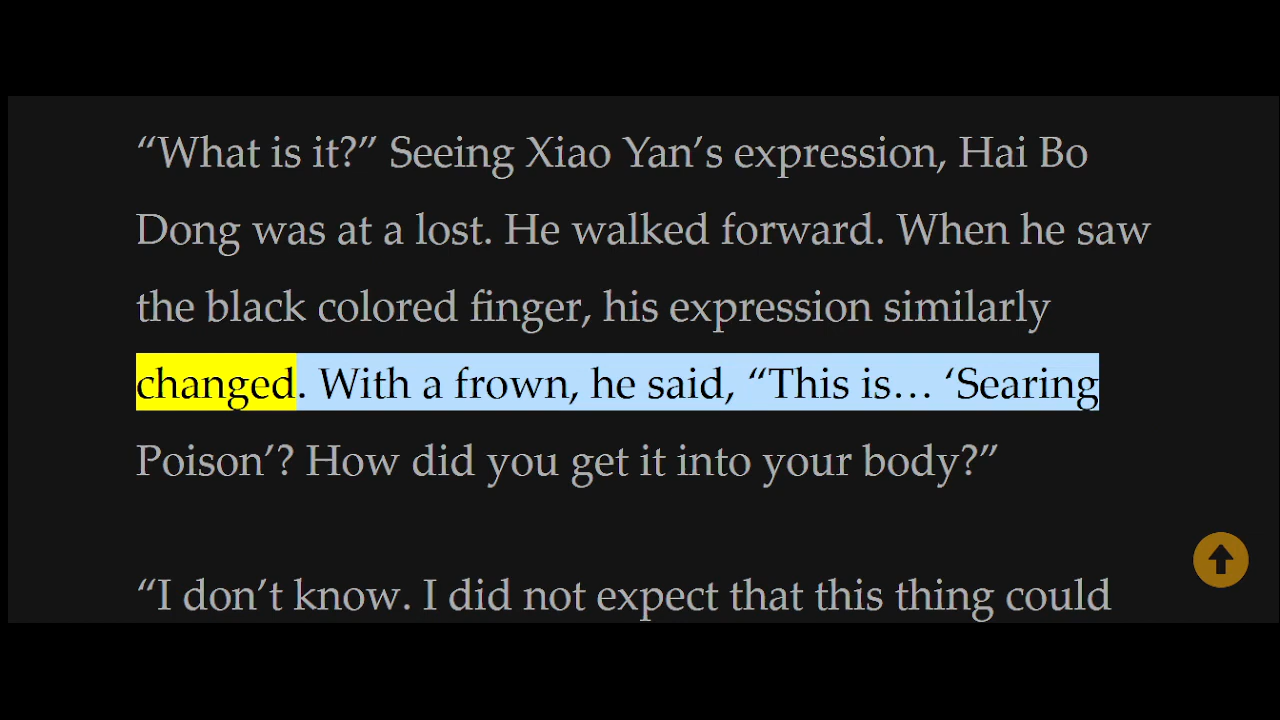 “What is it?” Seeing Xiao Yan’s expression, Hai Bo
Dong was at a lost. He walked forward. When he saw
the black colored finger, his expression similarly
changed. With a frown, he said, “This is… ‘Searing
Poison’? How did you get it into your body?”
“I don’t know. I did not expect that this thing could